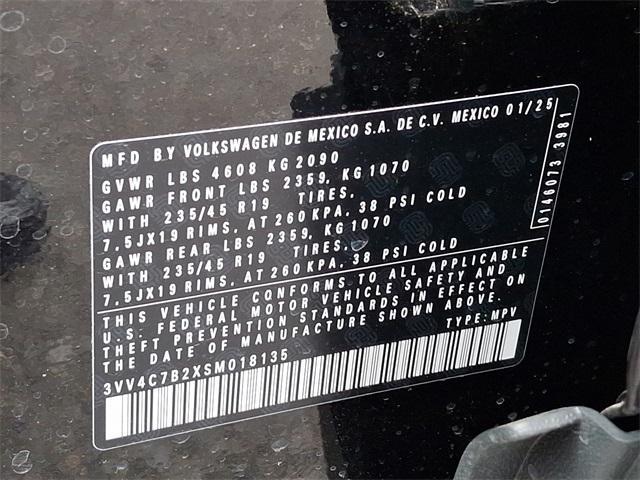 MFD BY VOLKSWAGEN DE MEXICO S.A. DE C.V. MEXICO 01/25
GVWR LBS 4608 KG 2090
GAWR FRONT LBS 2359, KG 1070
WITH 235/45 R19 TIRES,
7,5JX19 RIMS, AT 260 KPA, 38 PSI COLD
GAWR REAR LBS 2359, KG 1070
WITH 235/45 R19 TIRES,
7,5JX19 RIMS, AT 260 KPA, 38 PSI COLD
THIS VEHICLE CONFORMS TO ALL APPLICABLE
U.S. FEDERAL MOTOR VEHICLE SAFETY AND
THEFT PREVENTION STANDARDS IN EFFECT ON
THE DATE OF MANUFACTURE SHOWN ABOVE.
3VV4C7B2XSM018135 TYPE: MPV
0146073 3981